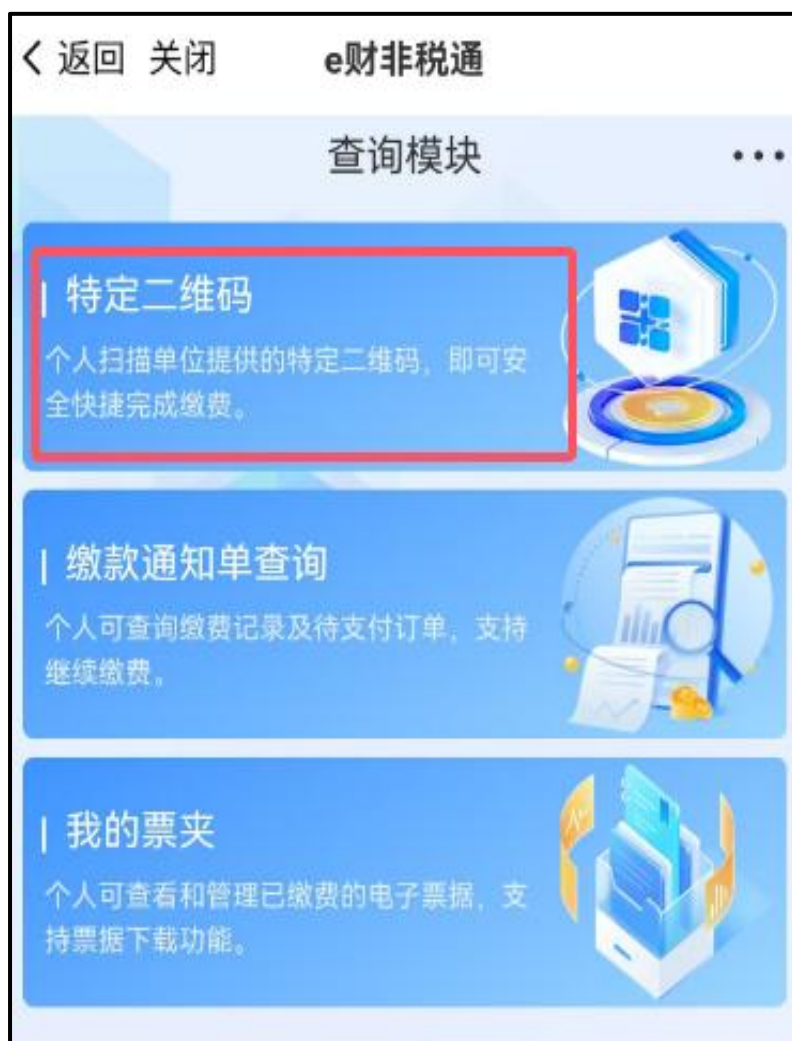 返回 关闭 e财非税通
查询模块
特定二维码
个人扫描单位提供的特定二维码，即可安
全快捷完成缴费。
缴款通知单查询
个人可查询缴费记录及待支付订单，支持
继续缴费。
我的票夹
个人可查看和管理已缴费的电子票据，支
持票据下载功能。